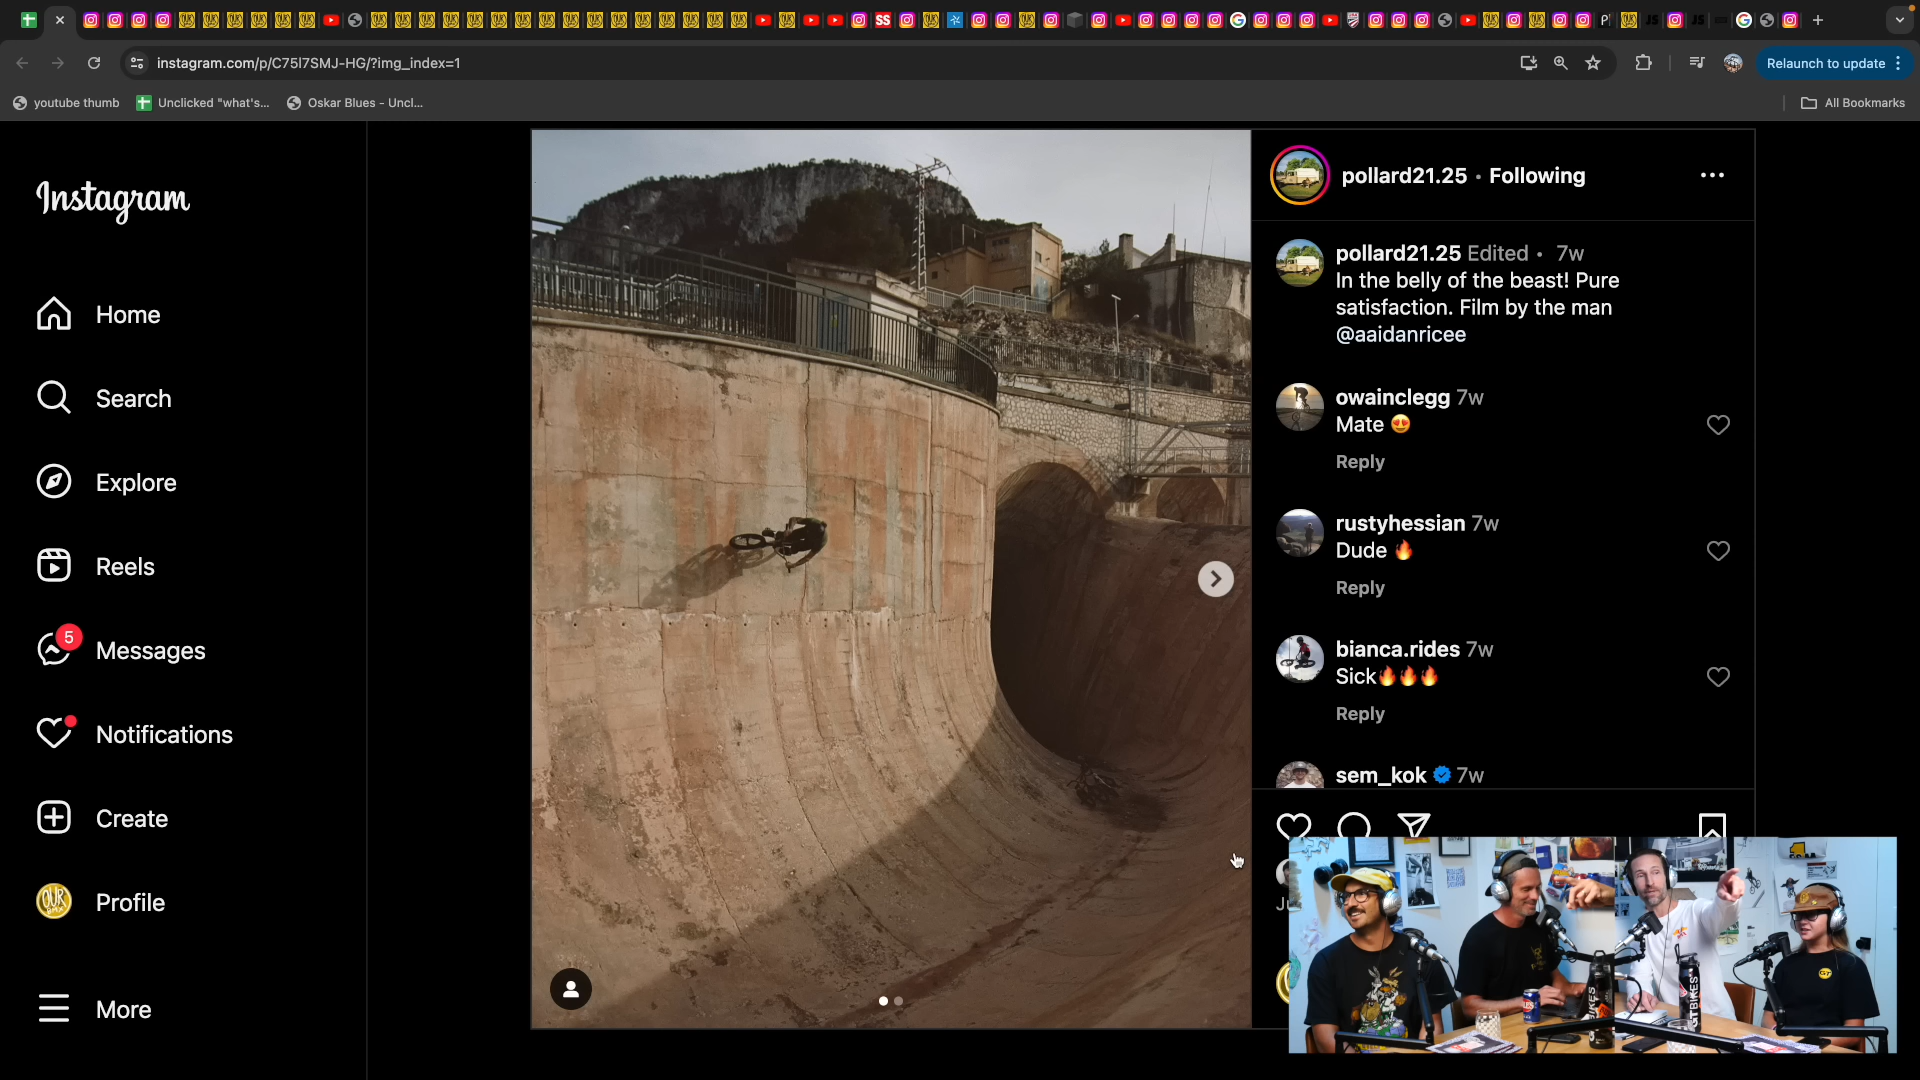 instagram.com/p/C75I7SMJ-HG/?img_index=1
Relaunch to update
youtube thumb
Unclicked "what's...
Oskar Blues - Uncl...
All Bookmarks
Instagram
Home
Search
Explore
Reels
5
Messages
Notifications
Create
Profile
More
pollard21.25 • Following
pollard21.25 Edited • 7w
In the belly of the beast! Pure
satisfaction. Film by the man
@aaidanricee
owainclegg 7w
Mate 😍
Reply
rustyhessian 7w
Dude 🔥
Reply
bianca.rides 7w
Sick🔥🔥🔥
Reply
sem_kok 7w
GT
GT BIKES